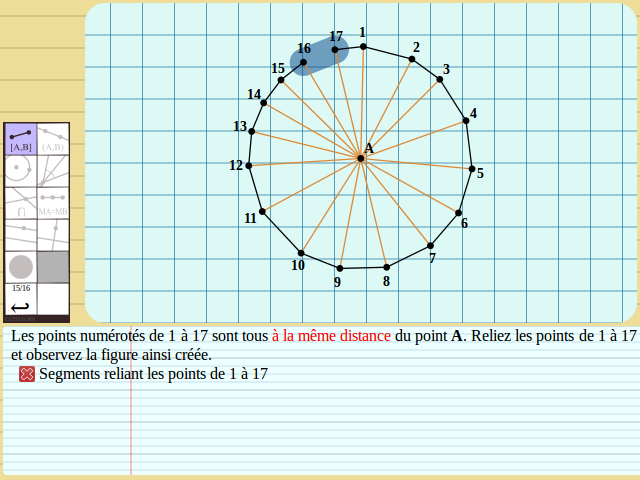 17
1
16
2
15
3
14
4
13
A
12
5
11
6
10
7
9
8
[A,B]
(A,B)
MA=MB
15/16
Les points numérotés de 1 à 17 sont tous à la même distance du point A. Reliez les points de 1 à 17
et observez la figure ainsi créée.
Segments reliant les points de 1 à 17